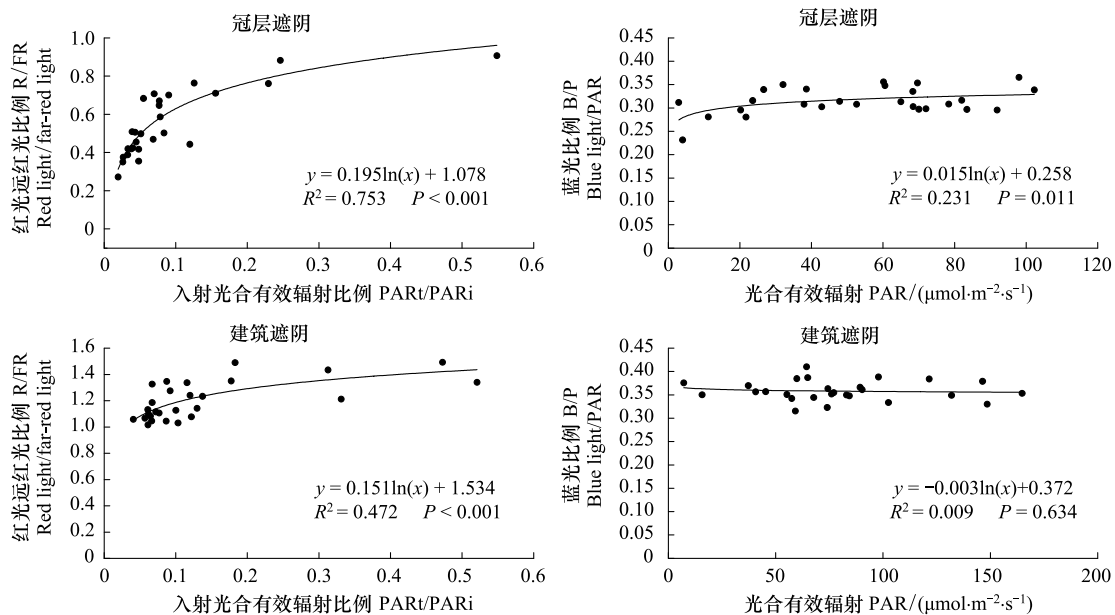 冠层遮阴
红光远红光比例 R/FR
Red light/far-red light
1.0
0.8
0.6
0.4
0.2
0
y = 0.195ln(x) + 1.078
R² = 0.753 P < 0.001
0 0.1 0.2 0.3 0.4 0.5 0.6
入射光合有效辐射比例 PARt/PARi
冠层遮阴
蓝光比例 B/P
Blue light/PAR
0.45
0.40
0.35
0.30
0.25
0.20
0.15
0.10
0.05
0
y = 0.015ln(x) + 0.258
R² = 0.231 P = 0.011
0 20 40 60 80 100 120
光合有效辐射 PAR/(μmol·m⁻²·s⁻¹)
建筑遮阴
红光远红光比例 R/FR
Red light/far-red light
1.6
1.4
1.2
1.0
0.8
0.6
0.4
0.2
0
y = 0.151ln(x) + 1.534
R² = 0.472 P < 0.001
0 0.1 0.2 0.3 0.4 0.5 0.6
入射光合有效辐射比例 PARt/PARi
建筑遮阴
蓝光比例 B/P
Blue light/PAR
0.45
0.40
0.35
0.30
0.25
0.20
0.15
0.10
0.05
0
y = −0.003ln(x)+0.372
R² = 0.009 P = 0.634
0 50 100 150 200
光合有效辐射 PAR/(μmol·m⁻²·s⁻¹)